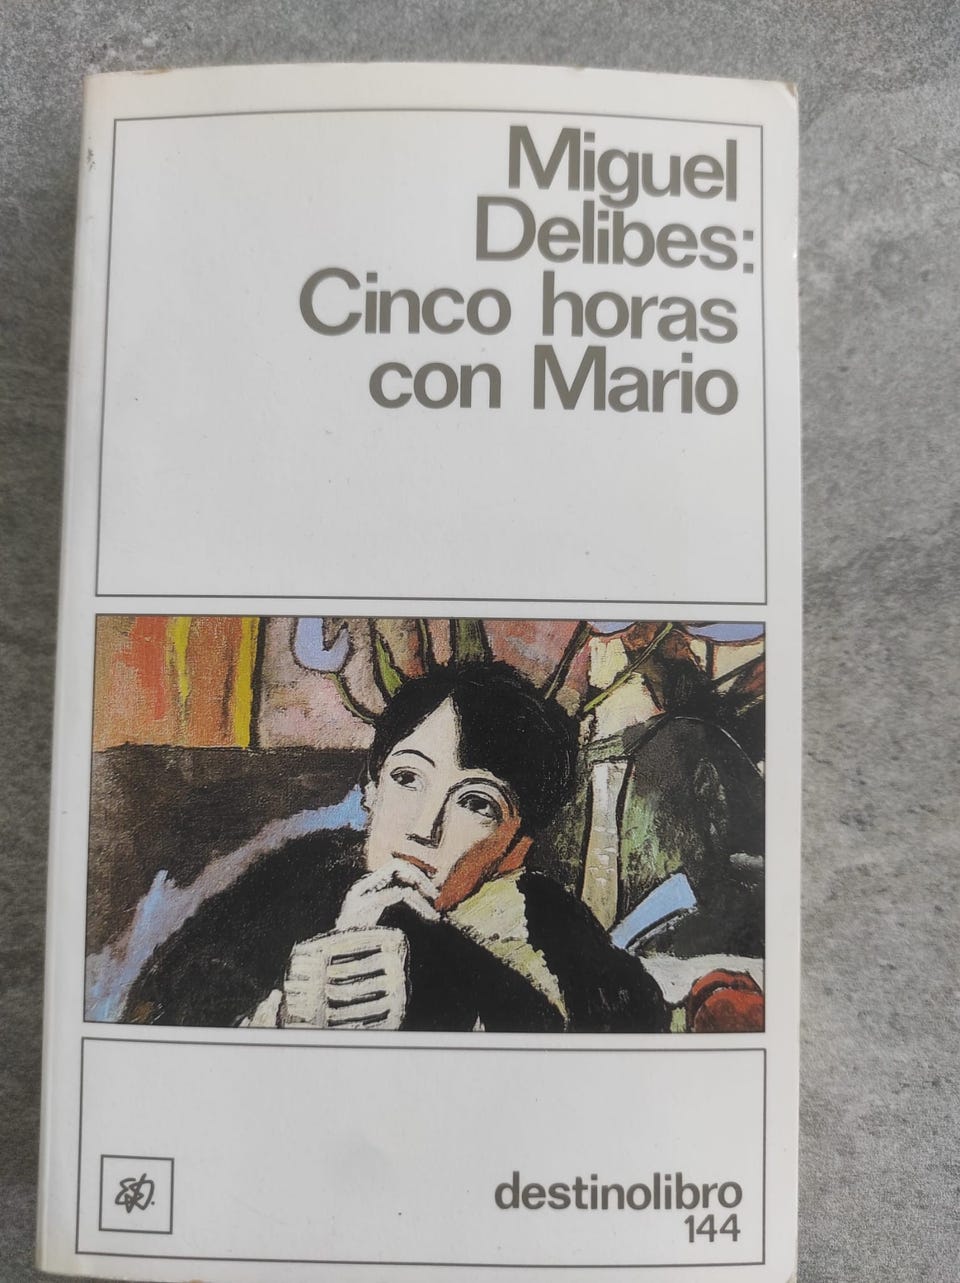 Miguel
Delibes:
Cinco horas
con Mario
destinolibro
144